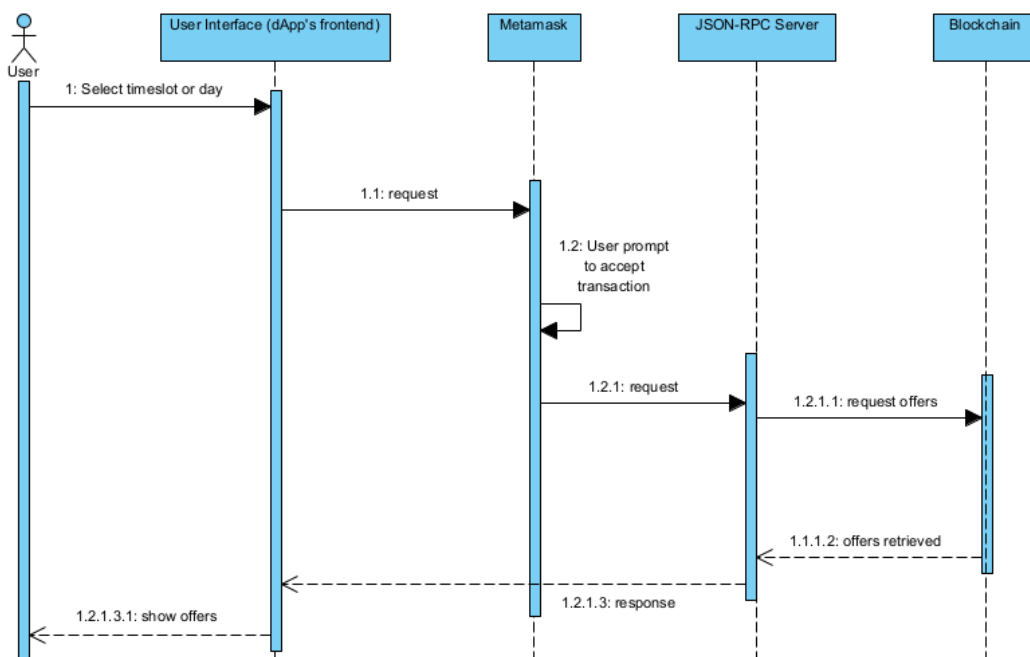 User Interface (dApp's frontend)
Metamask
JSON-RPC Server
Blockchain
User
1: Select timeslot or day
1.1: request
1.2: User prompt
to accept
transaction
1.2.1: request
1.2.1.1: request offers
1.1.1.2: offers retrieved
1.2.1.3: response
1.2.1.3.1: show offers